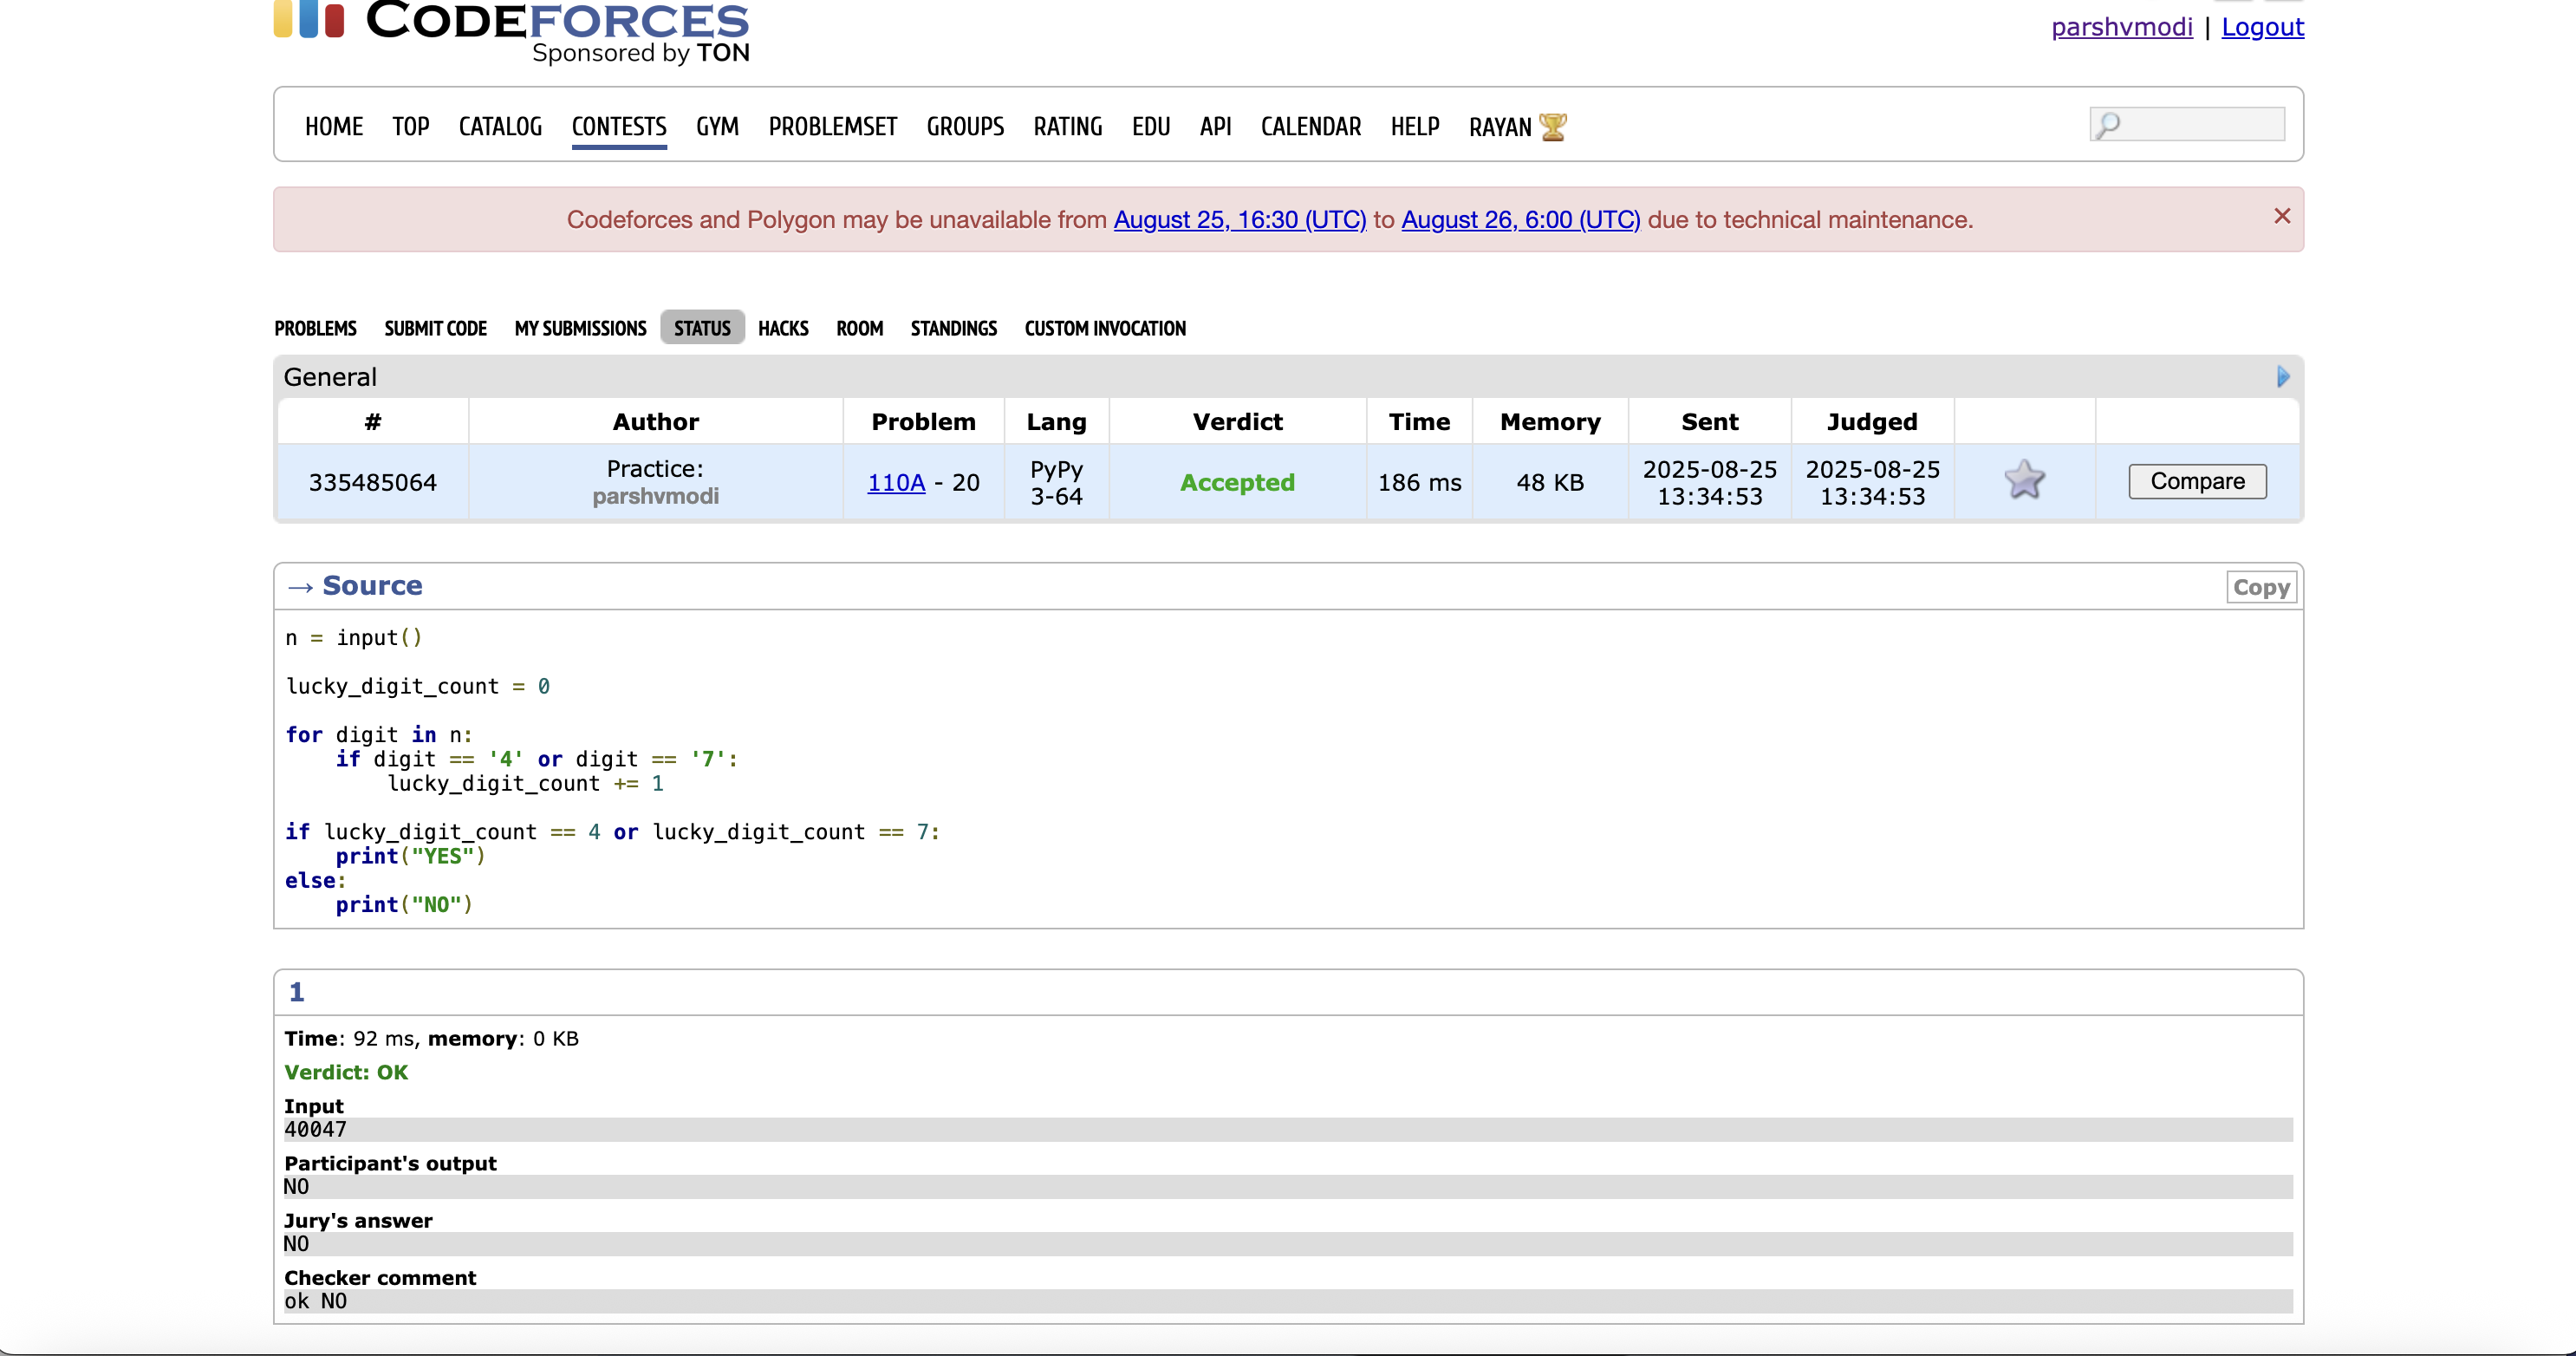 CODEFORCES
Sponsored by TON
parshvmodi | Logout
HOME TOP CATALOG CONTESTS GYM PROBLEMSET GROUPS RATING EDU API CALENDAR HELP RAYAN
Codeforces and Polygon may be unavailable from August 25, 16:30 (UTC) to August 26, 6:00 (UTC) due to technical maintenance. ×
PROBLEMS SUBMIT CODE MY SUBMISSIONS STATUS HACKS ROOM STANDINGS CUSTOM INVOCATION
General
# Author Problem Lang Verdict Time Memory Sent Judged
335485064 Practice: parshvmodi 110A - 20 PyPy 3-64 Accepted 186 ms 48 KB 2025-08-25 13:34:53 2025-08-25 13:34:53 Compare
→ Source Copy
n = input()
lucky_digit_count = 0
for digit in n:
    if digit == '4' or digit == '7':
        lucky_digit_count += 1
if lucky_digit_count == 4 or lucky_digit_count == 7:
    print("YES")
else:
    print("NO")
1
Time: 92 ms, memory: 0 KB
Verdict: OK
Input
40047
Participant's output
NO
Jury's answer
NO
Checker comment
ok NO